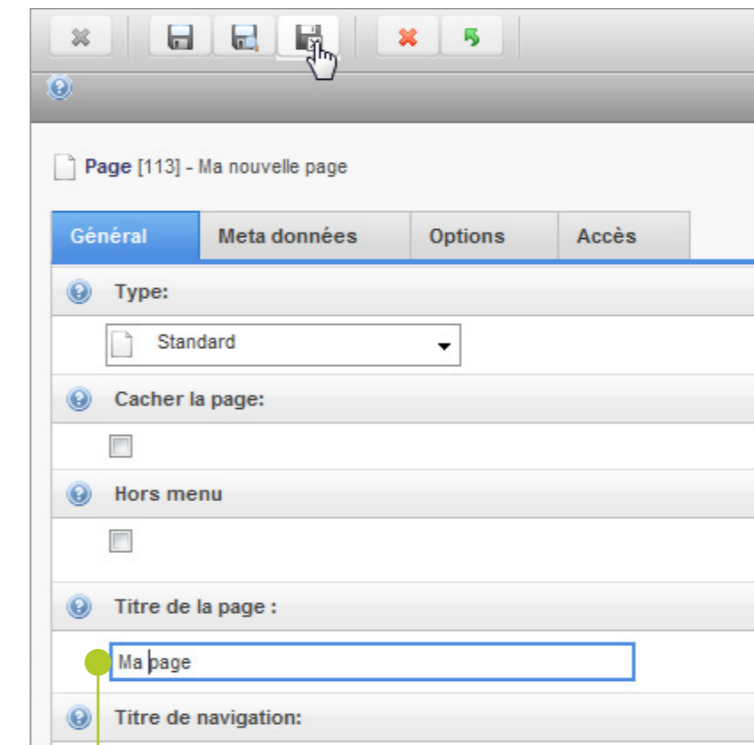 Page [113] - Ma nouvelle page
Général Meta données Options Accès
Type:
Standard
Cacher la page:
Hors menu
Titre de la page :
Ma page
Titre de navigation: